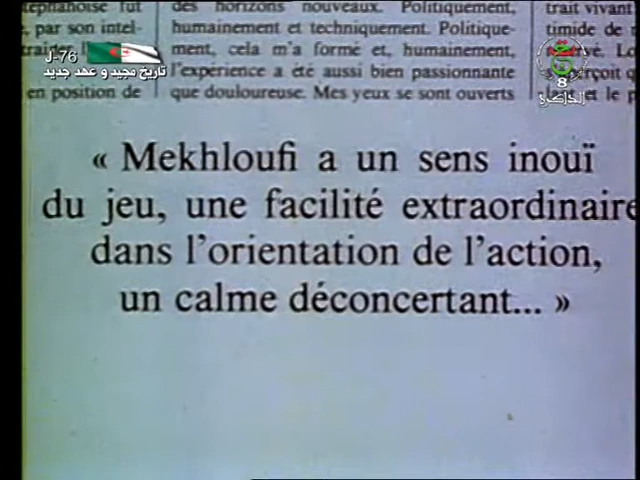 des horizons nouveaux. Politiquement,
, par son intel-
humainement et techniquement. Politique-
ment, cela m'a formé et, humainement,
l'expérience a été aussi bien passionnante
en position de
que douloureuse. Mes yeux se sont ouverts
trait vivant
timide de
J-76
تاريخ مجيد و عهد جديد
8
الذاكرة
« Mekhloufi a un sens inouï
du jeu, une facilité extraordinaire
dans l'orientation de l'action,
un calme déconcertant... »